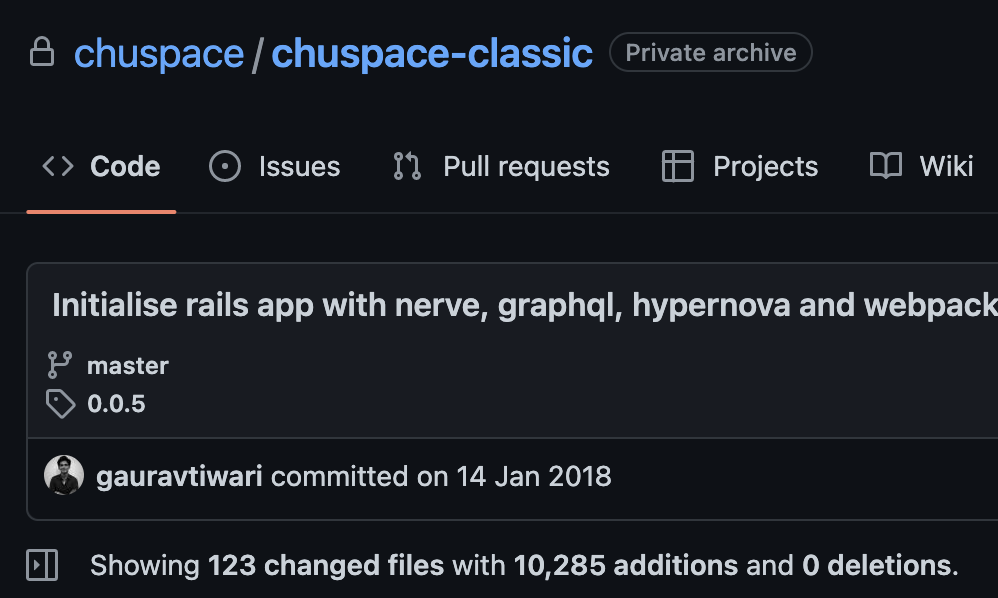 chuspace / chuspace-classic Private archive
Code Issues Pull requests Projects Wiki
Initialise rails app with nerve, graphql, hypernova and webpack
master
0.0.5
gauravtiwari committed on 14 Jan 2018
Showing 123 changed files with 10,285 additions and 0 deletions.